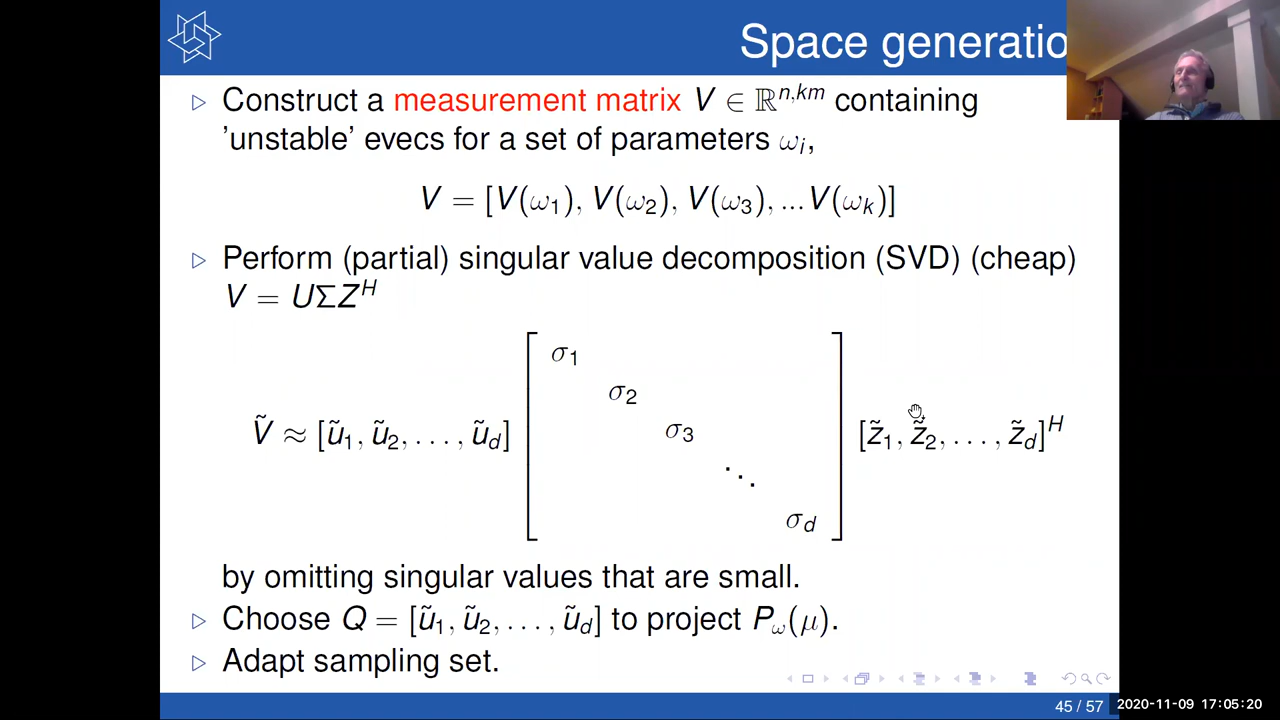 Space generatio
▷ Construct a measurement matrix V ∈ ℝ^{n,km} containing
'unstable' evecs for a set of parameters ω_i,
V = [V(ω_1), V(ω_2), V(ω_3), ...V(ω_k)]
▷ Perform (partial) singular value decomposition (SVD) (cheap)
V = UΣZ^H
Ṽ ≈ [ũ_1, ũ_2, . . . , ũ_d] [σ_1 σ_2 σ_3 ⋱ σ_d] [z̃_1, z̃_2, . . . , z̃_d]^H
by omitting singular values that are small.
▷ Choose Q = [ũ_1, ũ_2, . . . , ũ_d] to project P_ω(μ).
▷ Adapt sampling set.
45 / 57
2020-11-09 17:05:20